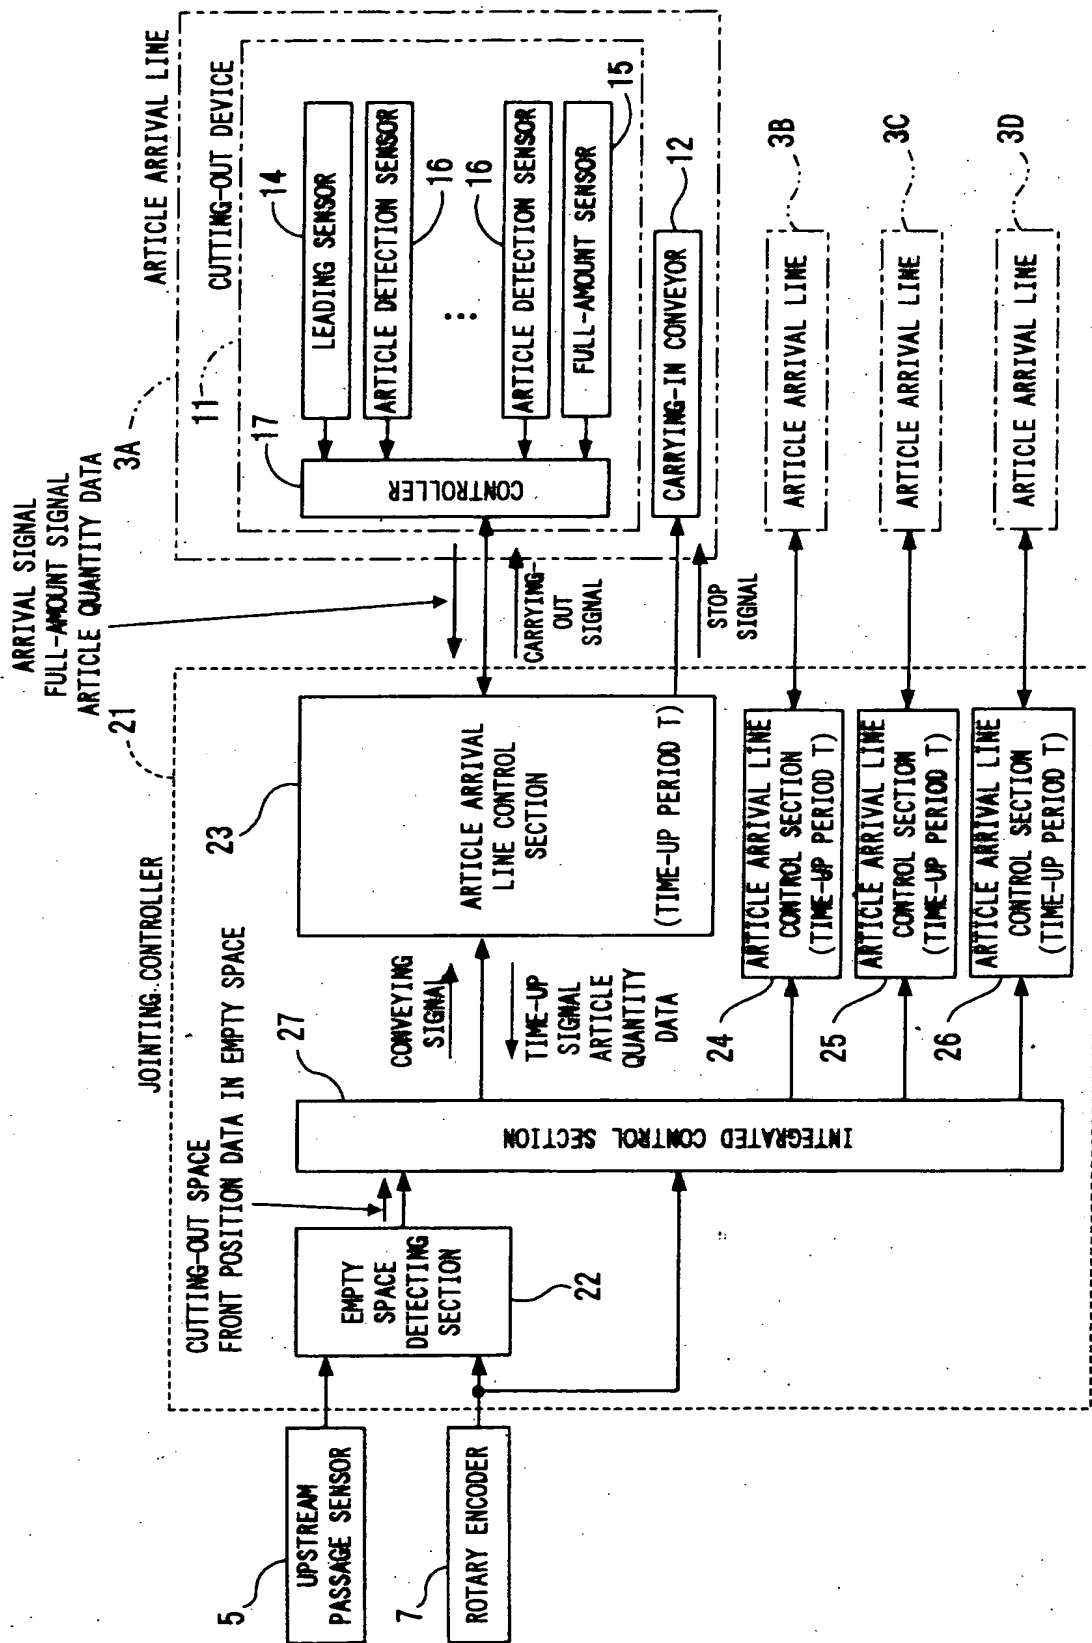 UPSTREAM
PASSAGE SENSOR
5
ROTARY ENCODER
7
JOINTING CONTROLLER
21
CUTTING-OUT SPACE
FRONT POSITION DATA IN EMPTY SPACE
EMPTY
SPACE
DETECTING
SECTION
22
INTEGRATED CONTROL SECTION
27
CONVEYING
SIGNAL
TIME-UP
SIGNAL
ARTICLE
QUANTITY
DATA
23
ARTICLE ARRIVAL
LINE CONTROL
SECTION
(TIME-UP PERIOD T)
24
ARTICLE ARRIVAL LINE
CONTROL SECTION
(TIME-UP PERIOD T)
25
ARTICLE ARRIVAL LINE
CONTROL SECTION
(TIME-UP PERIOD T)
26
ARTICLE ARRIVAL LINE
CONTROL SECTION
(TIME-UP PERIOD T)
ARRIVAL SIGNAL
FULL-AMOUNT SIGNAL
ARTICLE QUANTITY DATA
CARRYING-
OUT
SIGNAL
STOP
SIGNAL
3A
ARTICLE ARRIVAL LINE
11
CUTTING-OUT DEVICE
17
CONTROLLER
14
LEADING SENSOR
ARTICLE DETECTION SENSOR
16
16
ARTICLE DETECTION SENSOR
FULL-AMOUNT SENSOR
15
CARRYING-IN CONVEYOR
12
ARTICLE ARRIVAL LINE
3B
ARTICLE ARRIVAL LINE
3C
ARTICLE ARRIVAL LINE
3D